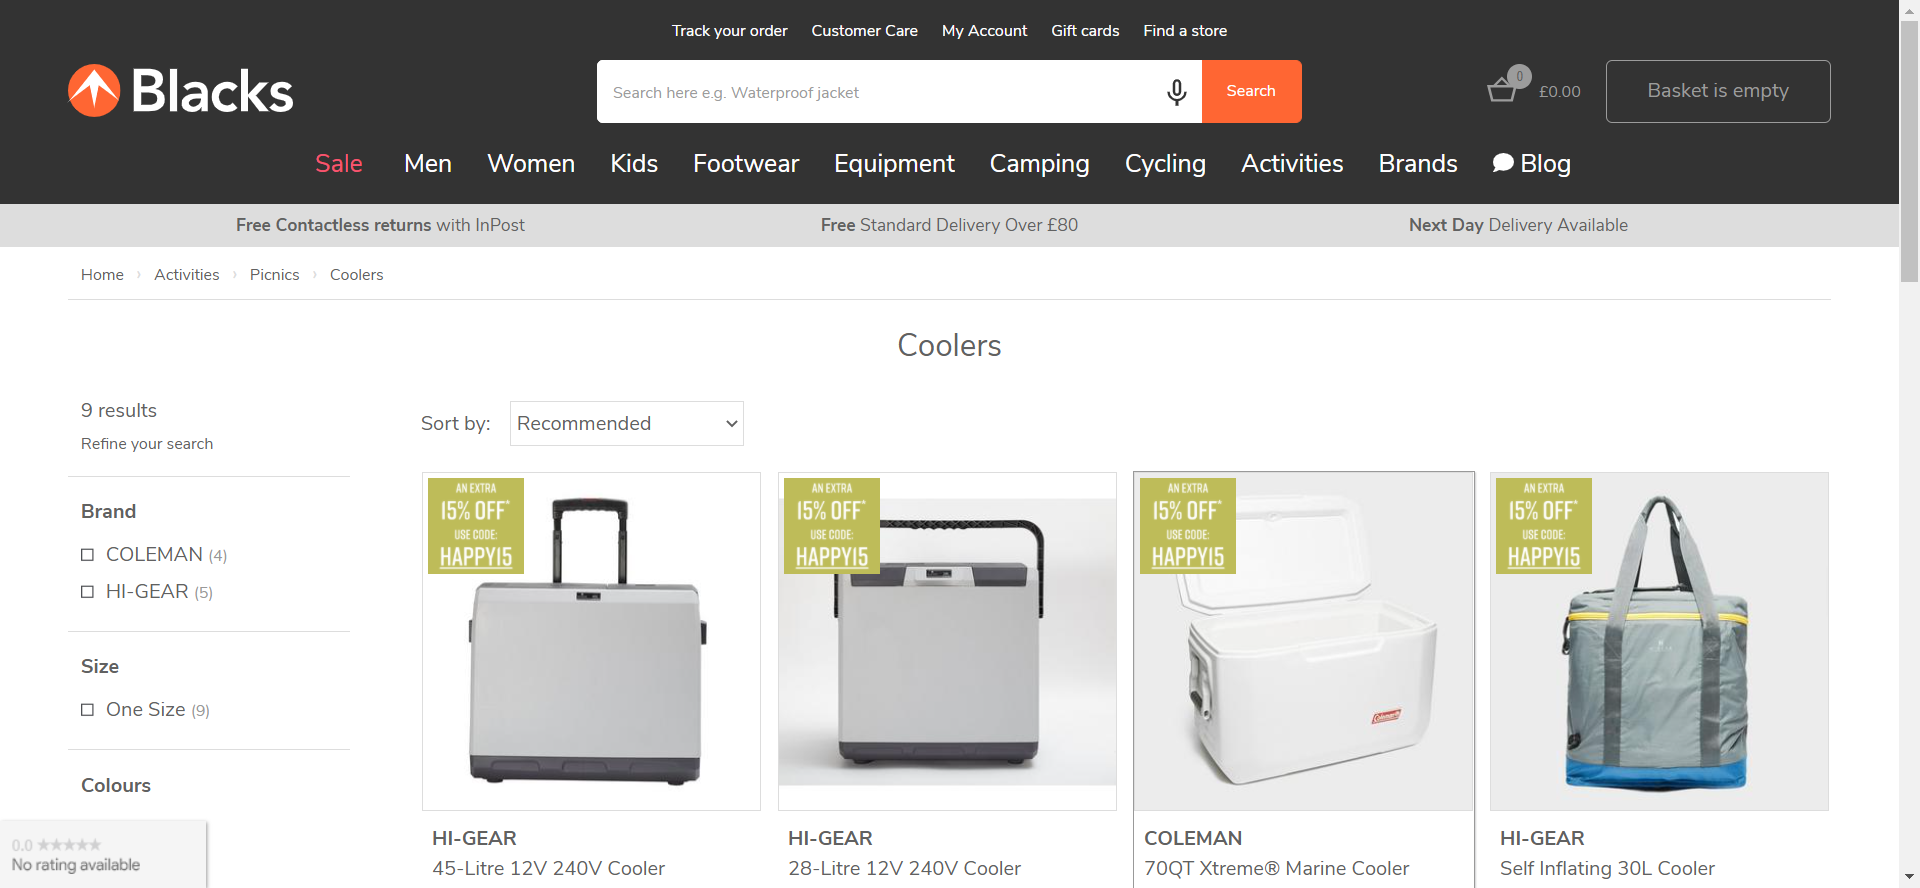 Track your order Customer Care My Account Gift cards Find a store
Blacks
Search here e.g. Waterproof jacket
Search
0
£0.00
Basket is empty
Sale Men Women Kids Footwear Equipment Camping Cycling Activities Brands Blog
Free Contactless returns with InPost
Free Standard Delivery Over £80
Next Day Delivery Available
Home › Activities › Picnics › Coolers
Coolers
9 results
Refine your search
Brand
COLEMAN (4)
HI-GEAR (5)
Size
One Size (9)
Colours
0.0 ★★★★★
No rating available
Sort by: Recommended
AN EXTRA
15% OFF*
USE CODE:
HAPPY15
HI-GEAR
45-Litre 12V 240V Cooler
AN EXTRA
15% OFF*
USE CODE:
HAPPY15
HI-GEAR
28-Litre 12V 240V Cooler
AN EXTRA
15% OFF*
USE CODE:
HAPPY15
Coleman
COLEMAN
70QT Xtreme® Marine Cooler
AN EXTRA
15% OFF*
USE CODE:
HAPPY15
HI-GEAR
Self Inflating 30L Cooler